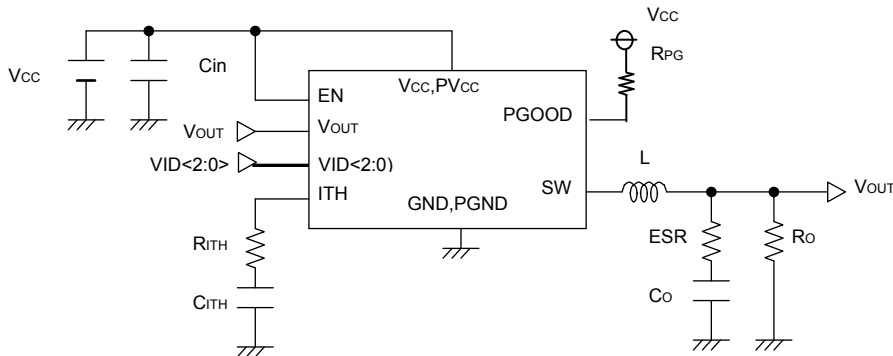 VCC
RPG
VCC
Cin
VCC,PVCC
EN
PGOOD
VOUT
VOUT
VID<2:0>
VID<2:0)
L
ITH
SW
VOUT
GND,PGND
RITH
ESR
RO
CITH
CO